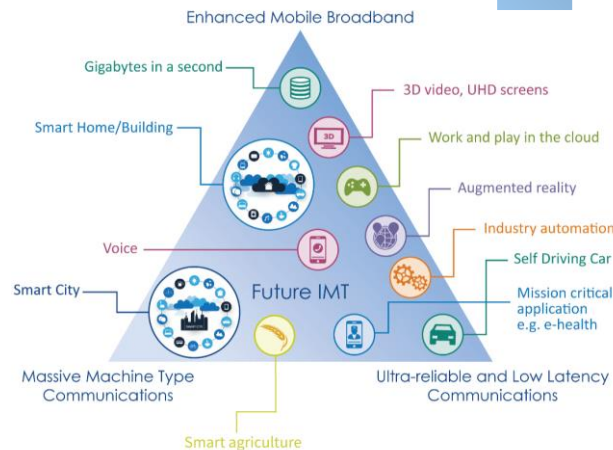 Enhanced Mobile Broadband
Gigabytes in a second
3D video, UHD screens
3D
Smart Home/Building
Work and play in the cloud
Augmented reality
Industry automation
Voice
Self Driving Car
Smart City
Future IMT
Mission critical
application
e.g. e-health
Massive Machine Type
Communications
Ultra-reliable and Low Latency
Communications
Smart agriculture